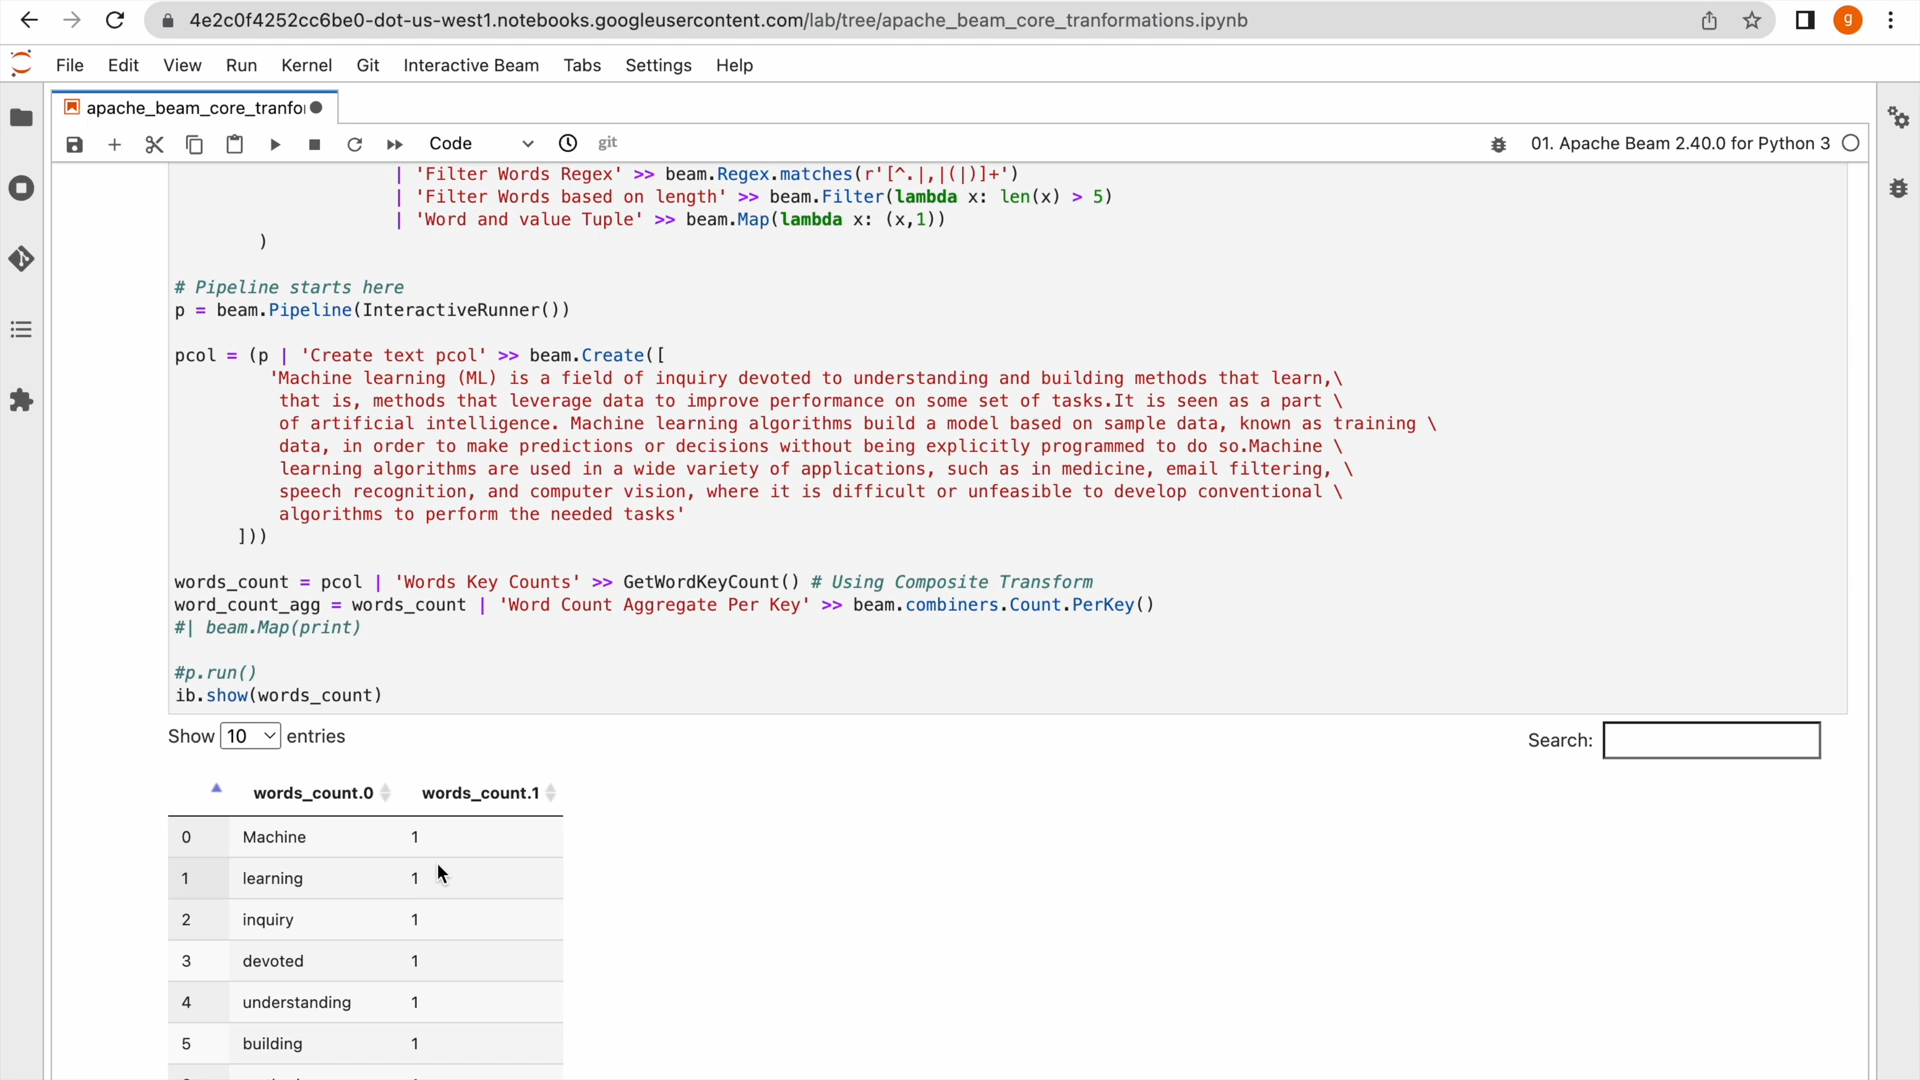 4e2c0f4252cc6be0-dot-us-west1.notebooks.googleusercontent.com/lab/tree/apache_beam_core_tranformations.ipynb
g
File Edit View Run Kernel Git Interactive Beam Tabs Settings Help
apache_beam_core_tranfor
Code git 01. Apache Beam 2.40.0 for Python 3
| 'Filter Words Regex' >> beam.Regex.matches(r'[^.|,|(|)]+')
| 'Filter Words based on length' >> beam.Filter(lambda x: len(x) > 5)
| 'Word and value Tuple' >> beam.Map(lambda x: (x,1))
)
# Pipeline starts here
p = beam.Pipeline(InteractiveRunner())
pcol = (p | 'Create text pcol' >> beam.Create([
'Machine learning (ML) is a field of inquiry devoted to understanding and building methods that learn,\
that is, methods that leverage data to improve performance on some set of tasks.It is seen as a part \
of artificial intelligence. Machine learning algorithms build a model based on sample data, known as training \
data, in order to make predictions or decisions without being explicitly programmed to do so.Machine \
learning algorithms are used in a wide variety of applications, such as in medicine, email filtering, \
speech recognition, and computer vision, where it is difficult or unfeasible to develop conventional \
algorithms to perform the needed tasks'
]))
words_count = pcol | 'Words Key Counts' >> GetWordKeyCount() # Using Composite Transform
word_count_agg = words_count | 'Word Count Aggregate Per Key' >> beam.combiners.Count.PerKey()
#| beam.Map(print)
#p.run()
ib.show(words_count)
Show 10 entries Search:
words_count.0 words_count.1
0 Machine 1
1 learning 1
2 inquiry 1
3 devoted 1
4 understanding 1
5 building 1